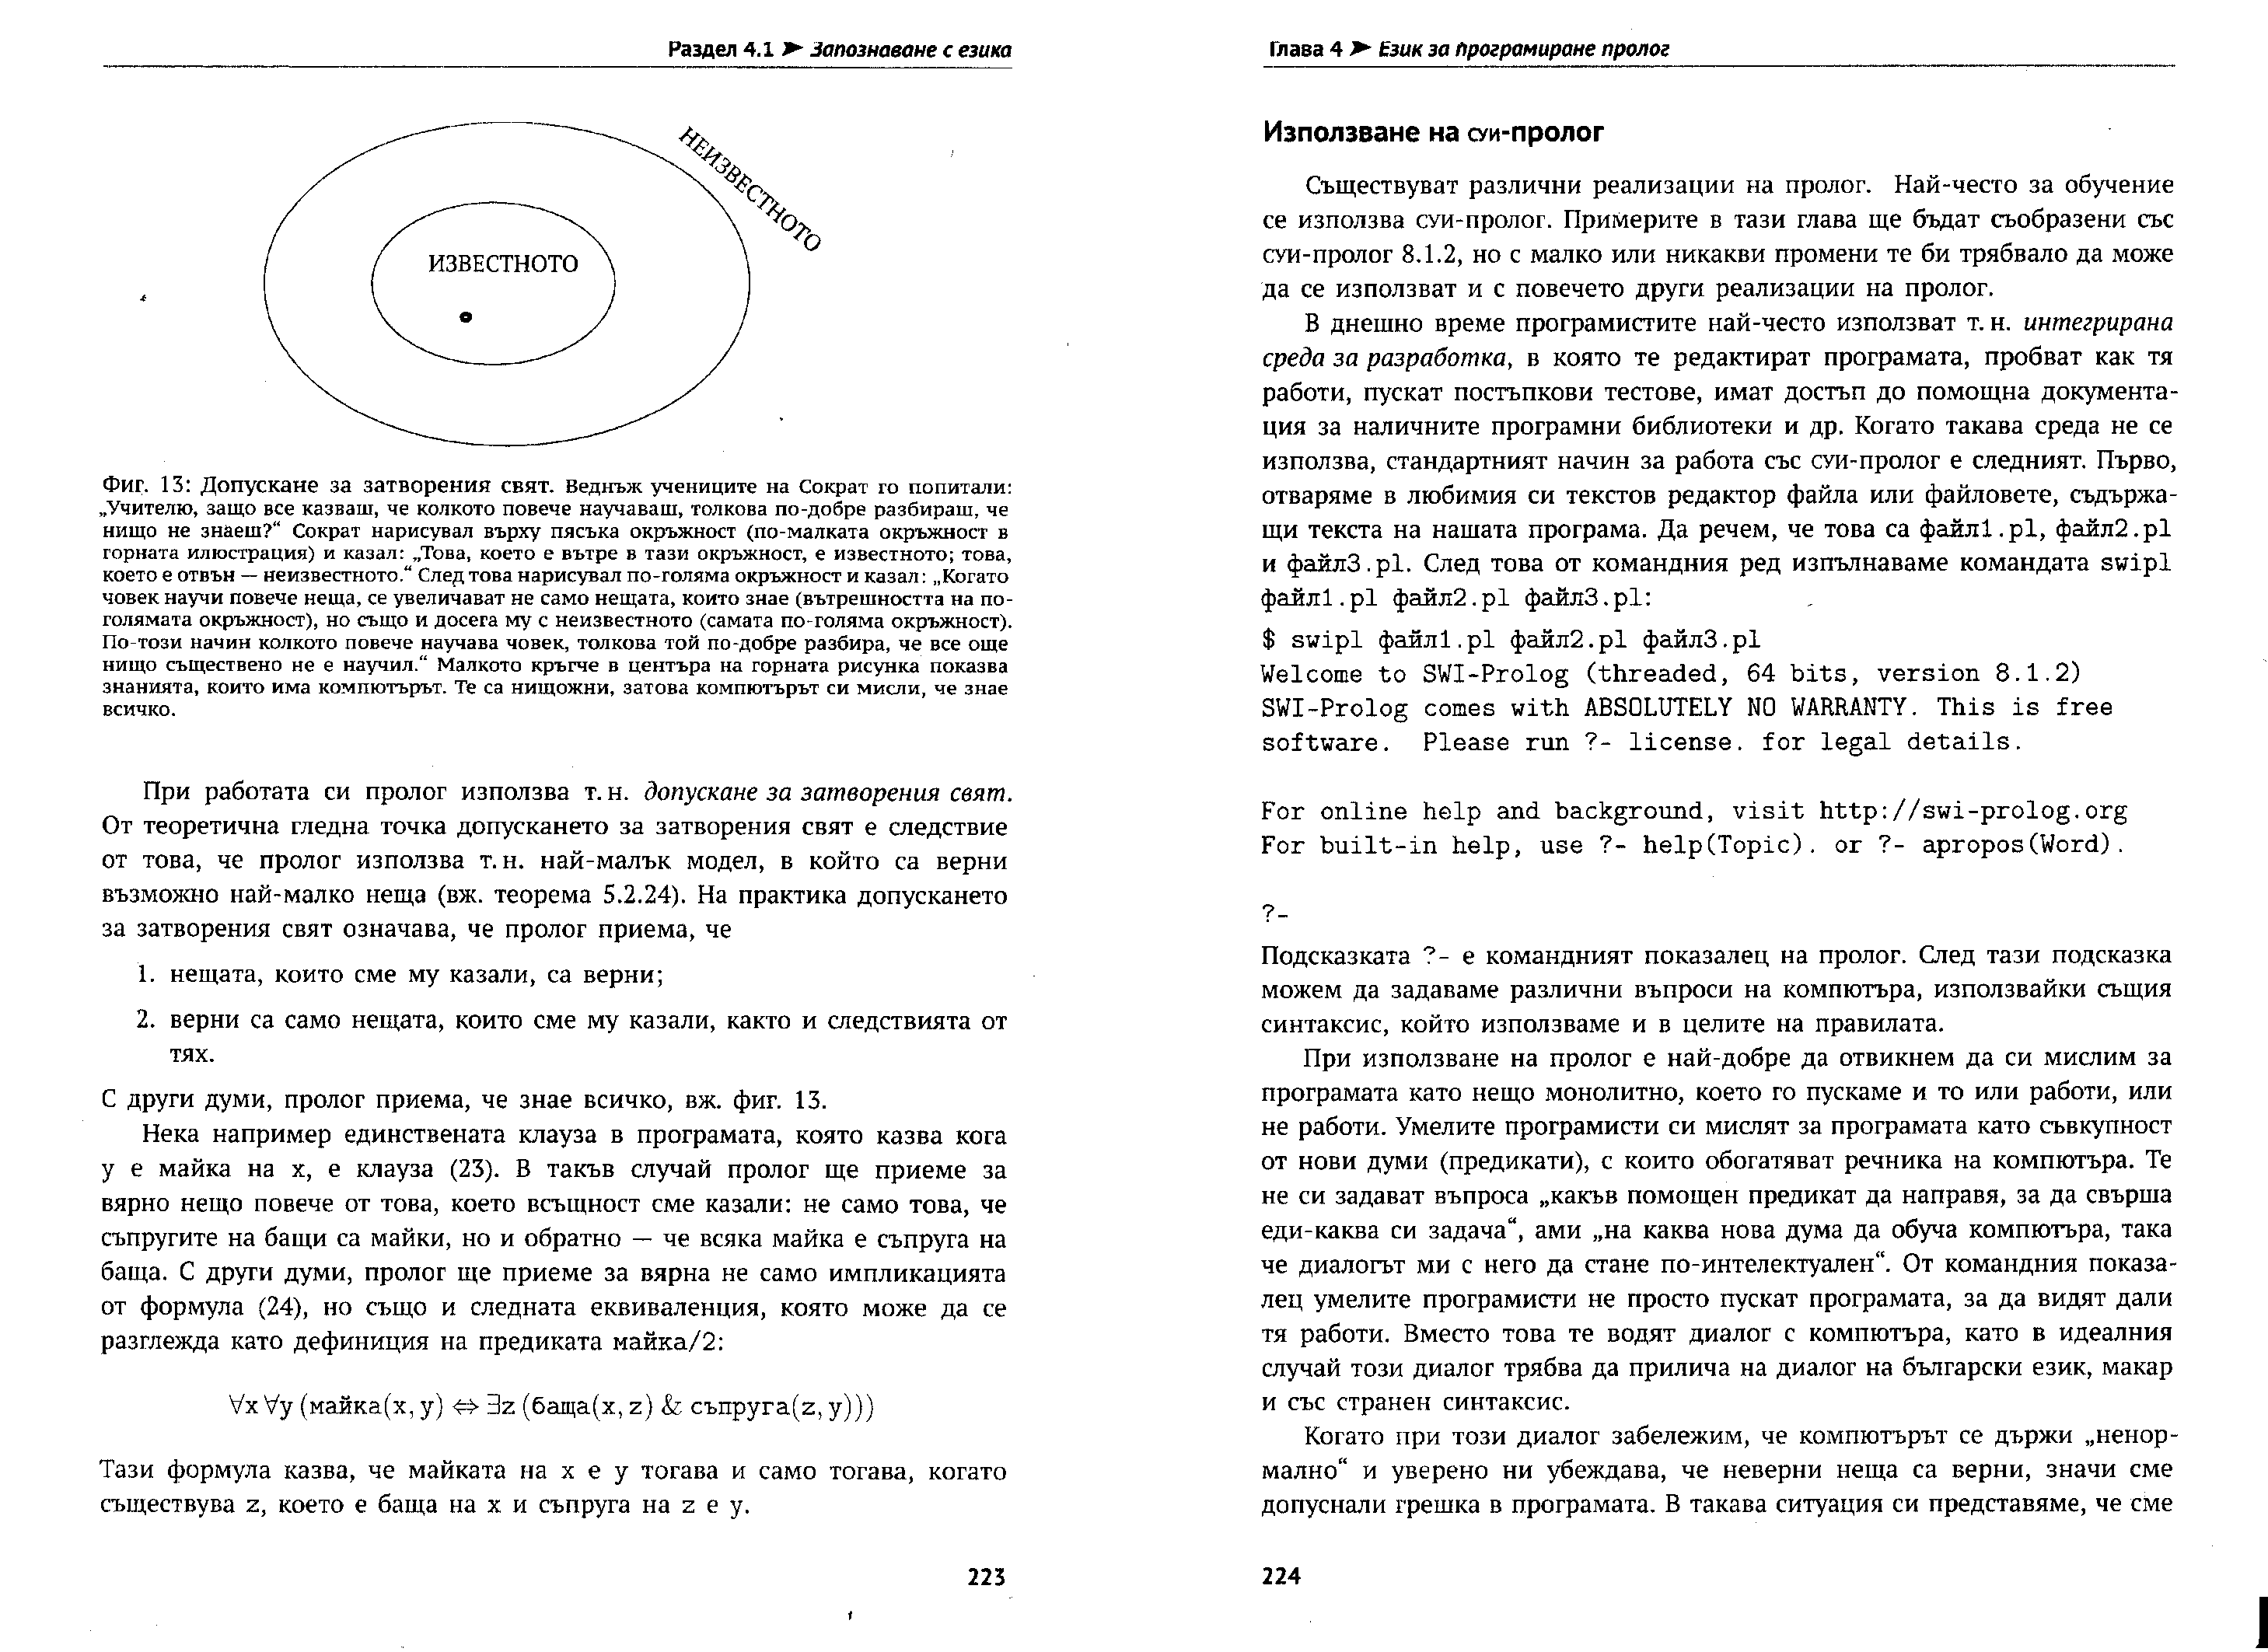 Раздел 4.1 ➤ Запознаване с езика
НЕИЗВЕСТНОТО
ИЗВЕСТНОТО
Фиг. 13: Допускане за затворения свят. Веднъж учениците на Сократ го попитали:
„Учителю, защо все казваш, че колкото повече научаваш, толкова по-добре разбираш, че
нищо не знаеш?“ Сократ нарисувал върху пясъка окръжност (по-малката окръжност в
горната илюстрация) и казал: „Това, което е вътре в тази окръжност, е известното; това,
което е отвън — неизвестното.“ След това нарисувал по-голяма окръжност и казал: „Когато
човек научи повече неща, се увеличават не само нещата, които знае (вътрешността на по-
голямата окръжност), но също и досега му с неизвестното (самата по-голяма окръжност).
По-този начин колкото повече научава човек, толкова той по-добре разбира, че все още
нищо съществено не е научил.“ Малкото кръгче в центъра на горната рисунка показва
знанията, които има компютърът. Те са нищожни, затова компютърът си мисли, че знае
всичко.
При работата си пролог използва т. н. допускане за затворения свят.
От теоретична гледна точка допускането за затворения свят е следствие
от това, че пролог използва т. н. най-малък модел, в който са верни
възможно най-малко неща (вж. теорема 5.2.24). На практика допускането
за затворения свят означава, че пролог приема, че
1. нещата, които сме му казали, са верни;
2. верни са само нещата, които сме му казали, както и следствията от
тях.
С други думи, пролог приема, че знае всичко, вж. фиг. 13.
Нека например единствената клауза в програмата, която казва кога
y е майка на x, е клауза (23). В такъв случай пролог ще приеме за
вярно нещо повече от това, което всъщност сме казали: не само това, че
съпругите на бащи са майки, но и обратно — че всяка майка е съпруга на
баща. С други думи, пролог ще приеме за вярна не само импликацията
от формула (24), но също и следната еквиваленция, която може да се
разглежда като дефиниция на предиката майка/2:
∀x ∀y (майка(x, y) ⇔ ∃z (баща(x, z) & съпруга(z, y)))
Тази формула казва, че майката на x е y тогава и само тогава, когато
съществува z, което е баща на x и съпруга на z е y.
223
Глава 4 ➤ Език за програмиране пролог
Използване на суи-пролог
Съществуват различни реализации на пролог. Най-често за обучение
се използва суи-пролог. Примерите в тази глава ще бъдат съобразени със
суи-пролог 8.1.2, но с малко или никакви промени те би трябвало да може
да се използват и с повечето други реализации на пролог.
В днешно време програмистите най-често използват т. н. интегрирана
среда за разработка, в която те редактират програмата, пробват как тя
работи, пускат постъпкови тестове, имат достъп до помощна документа-
ция за наличните програмни библиотеки и др. Когато такава среда не се
използва, стандартният начин за работа със суи-пролог е следният. Първо,
отваряме в любимия си текстов редактор файла или файловете, съдържа-
щи текста на нашата програма. Да речем, че това са файл1.pl, файл2.pl
и файл3.pl. След това от командния ред изпълнаваме командата swipl
файл1.pl файл2.pl файл3.pl:
$ swipl файл1.pl файл2.pl файл3.pl
Welcome to SWI-Prolog (threaded, 64 bits, version 8.1.2)
SWI-Prolog comes with ABSOLUTELY NO WARRANTY. This is free
software. Please run ?- license. for legal details.
For online help and background, visit http://swi-prolog.org
For built-in help, use ?- help(Topic). or ?- apropos(Word).
?-
Подсказката ?- е командният показалец на пролог. След тази подсказка
можем да задаваме различни въпроси на компютъра, използвайки същия
синтаксис, който използваме и в целите на правилата.
При използване на пролог е най-добре да отвикнем да си мислим за
програмата като нещо монолитно, което го пускаме и то или работи, или
не работи. Умелите програмисти си мислят за програмата като съвкупност
от нови думи (предикати), с които обогатяват речника на компютъра. Те
не си задават въпроса „какъв помощен предикат да направя, за да свърша
еди-каква си задача“, ами „на каква нова дума да обуча компютъра, така
че диалогът ми с него да стане по-интелектуален“. От командния показа-
лец умелите програмисти не просто пускат програмата, за да видят дали
тя работи. Вместо това те водят диалог с компютъра, като в идеалния
случай този диалог трябва да прилича на диалог на български език, макар
и със странен синтаксис.
Когато при този диалог забележим, че компютърът се държи „ненор-
мално“ и уверено ни убеждава, че неверни неща са верни, значи сме
допуснали грешка в програмата. В такава ситуация си представяме, че сме
224